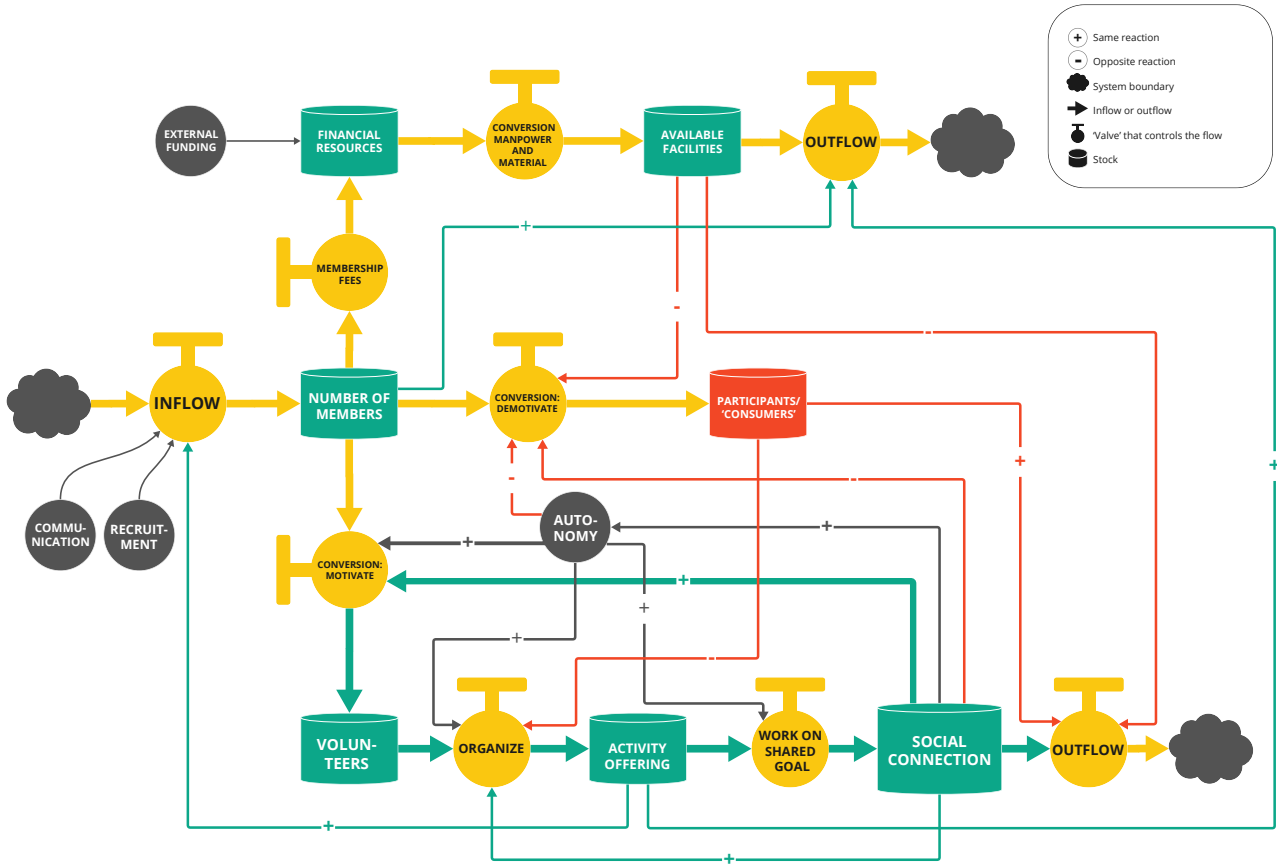 + Same reaction
- Opposite reaction
System boundary
Inflow or outflow
‘Valve’ that controls the flow
Stock
EXTERNAL
FUNDING
FINANCIAL
RESOURCES
CONVERSION
MANPOWER
AND
MATERIAL
AVAILABLE
FACILITIES
OUTFLOW
+
MEMBERSHIP
FEES
-
-
INFLOW
NUMBER OF
MEMBERS
CONVERSION:
DEMOTIVATE
PARTICIPANTS/
‘CONSUMERS’
+
+
-
-
COMMU-
NICATION
RECRUIT-
MENT
AUTO-
NOMY
+
+
CONVERSION:
MOTIVATE
+
+
+
-
VOLUN-
TEERS
ORGANIZE
ACTIVITY
OFFERING
WORK ON
SHARED
GOAL
SOCIAL
CONNECTION
OUTFLOW
+
+